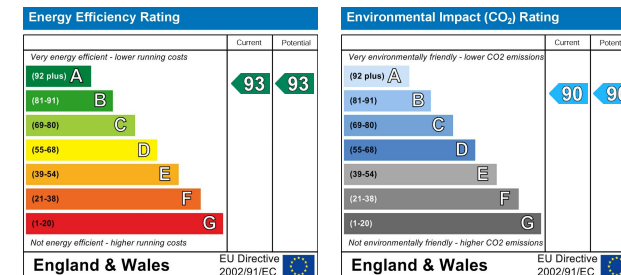 Energy Efficiency Rating
Current Potential
Very energy efficient - lower running costs
(92 plus) A
93 93
(81-91) B
(69-80) C
(55-68) D
(39-54) E
(21-38) F
(1-20) G
Not energy efficient - higher running costs
England & Wales
EU Directive
2002/91/EC
Environmental Impact (CO₂) Rating
Current Potent
Very environmentally friendly - lower CO2 emissions
(92 plus) A
(81-91) B
90 90
(69-80) C
(55-68) D
(39-54) E
(21-38) F
(1-20) G
Not environmentally friendly - higher CO2 emissions
England & Wales
EU Directive
2002/91/EC